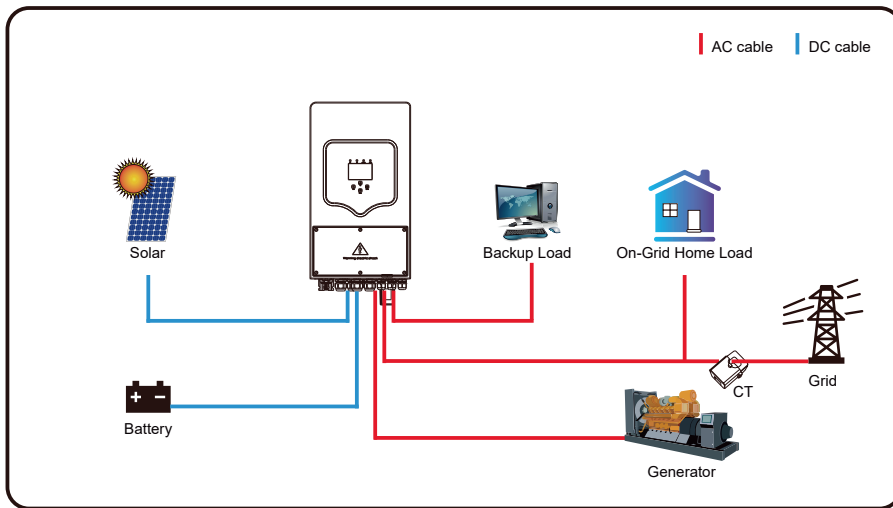 AC cable
DC cable
Solar
Backup Load
On-Grid Home Load
CT
Grid
Battery
Generator